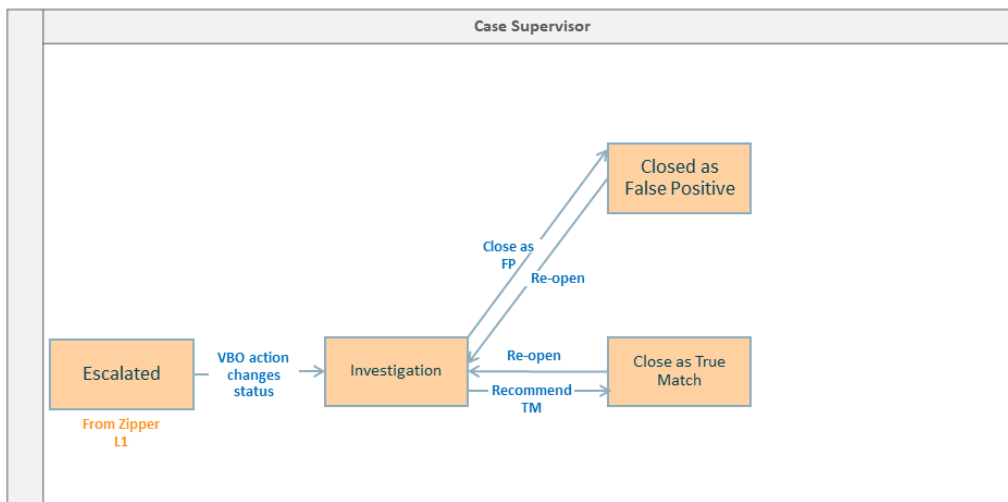 Case Supervisor
Closed as
False Positive
Close as
FP
Re-open
Escalated
From Zipper
L1
VBO action
changes
status
Investigation
Re-open
Recommend
TM
Close as True
Match